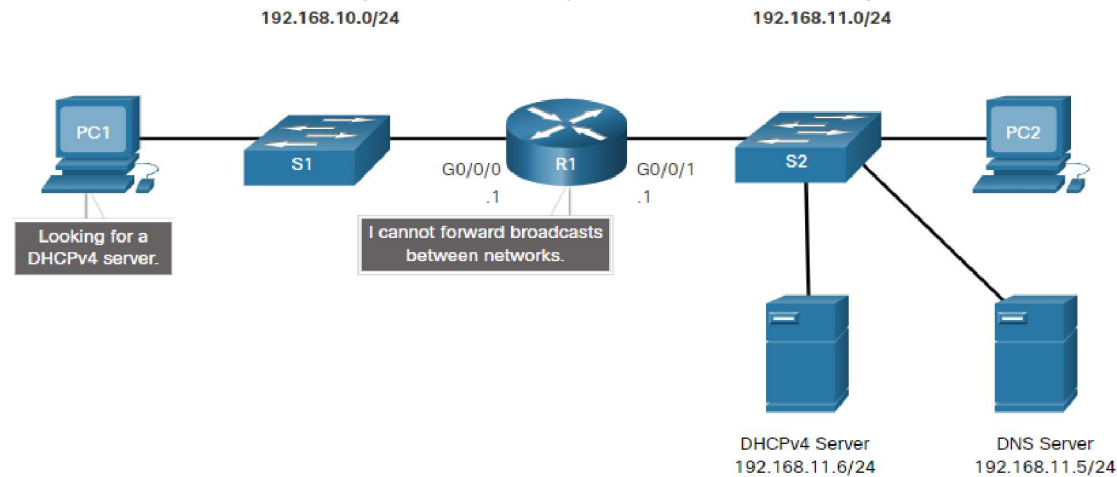 192.168.10.0/24
192.168.11.0/24
PC1
S1
R1
S2
PC2
G0/0/0
.1
G0/0/1
.1
Looking for a
DHCPv4 server.
I cannot forward broadcasts
between networks.
DHCPv4 Server
192.168.11.6/24
DNS Server
192.168.11.5/24